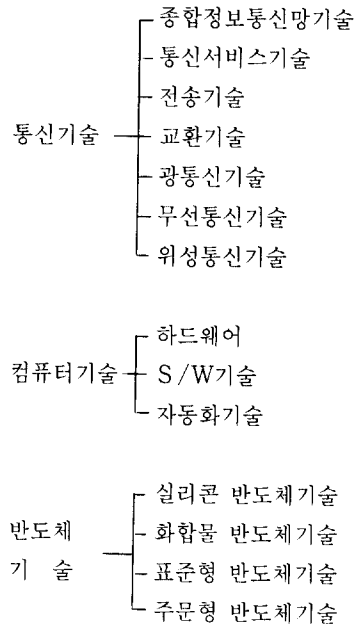 종합정보통신망기술
통신서비스기술
전송기술
통신기술
교환기술
광통신기술
무선통신기술
위성통신기술
하드웨어
컴퓨터기술
S/W기술
자동화기술
실리콘 반도체기술
반도체
화합물 반도체기술
기 술
표준형 반도체기술
주문형 반도체기술